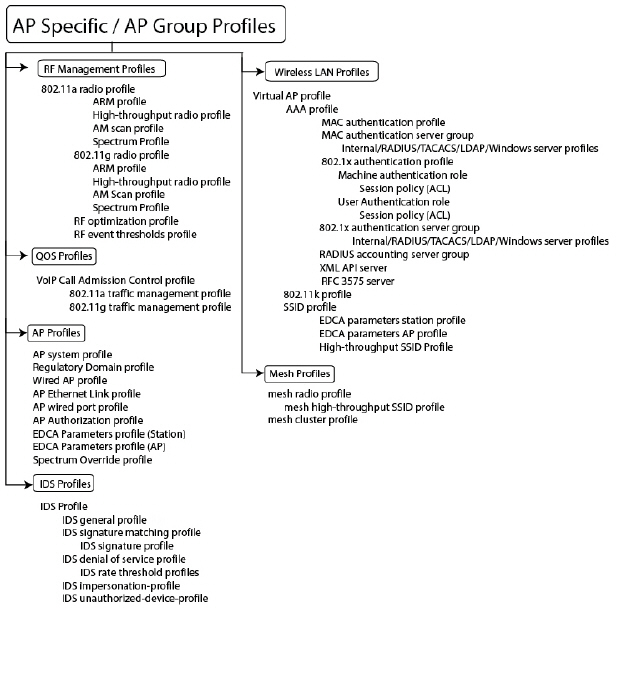 AP Specific / AP Group Profiles
RF Management Profiles
802.11a radio profile
ARM profile
High-throughput radio profile
AM scan profile
Spectrum Profile
802.11g radio profile
ARM profile
High-throughput radio profile
AM Scan profile
Spectrum Profile
RF optimization profile
RF event thresholds profile
QOS Profiles
VoIP Call Admission Control profile
802.11a traffic management profile
802.11g traffic management profile
AP Profiles
AP system profile
Regulatory Domain profile
Wired AP profile
AP Ethernet Link profile
AP wired port profile
AP Authorization profile
EDCA Parameters profile (Station)
EDCA Parameters profile (AP)
Spectrum Override profile
IDS Profiles
IDS Profile
IDS general profile
IDS signature matching profile
IDS signature profile
IDS denial of service profile
IDS rate threshold profiles
IDS impersonation-profile
IDS unauthorized-device-profile
Wireless LAN Profiles
Virtual AP profile
AAA profile
MAC authentication profile
MAC authentication server group
Internal/RADIUS/TACACS/LDAP/Windows server profiles
802.1x authentication profile
Machine authentication role
Session policy (ACL)
User Authentication role
Session policy (ACL)
802.1x authentication server group
Internal/RADIUS/TACACS/LDAP/Windows server profiles
RADIUS accounting server group
XML API server
RFC 3575 server
802.11k profile
SSID profile
EDCA parameters station profile
EDCA parameters AP profile
High-throughput SSID Profile
Mesh Profiles
mesh radio profile
mesh high-throughput SSID profile
mesh cluster profile